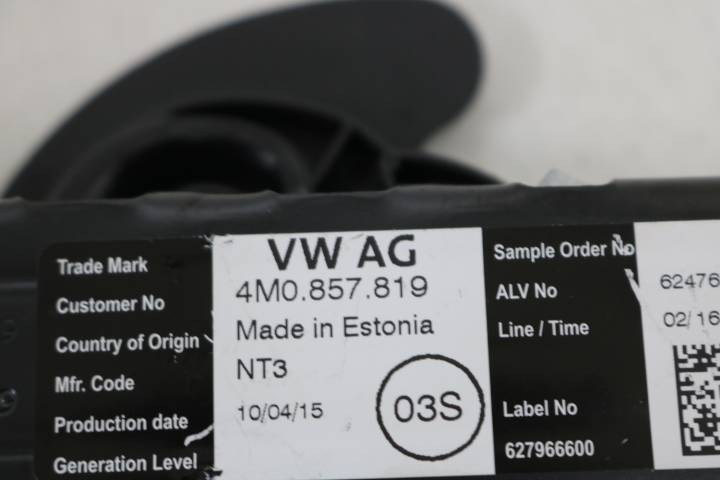 Trade Mark
Customer No
Country of Origin
Mfr. Code
Production date
Generation Level
VW AG
4M0.857.819
Made in Estonia
NT3
10/04/15
03S
Sample Order No
ALV No
Line / Time
Label No
627966600
62476
02/16